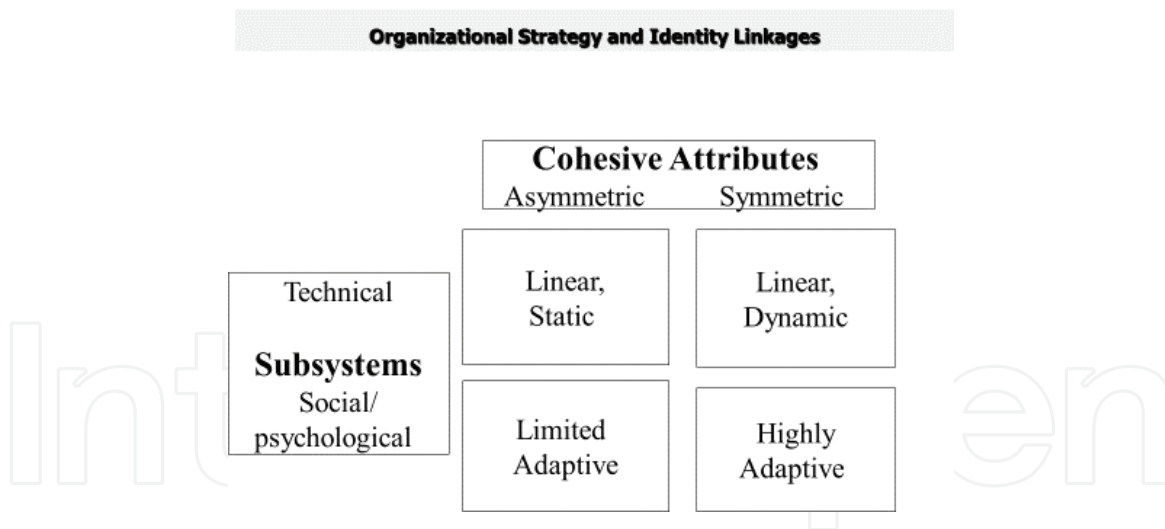 Organizational Strategy and Identity Linkages
Cohesive Attributes
Asymmetric Symmetric
Technical
Subsystems
Social/
psychological
Linear,
Static
Linear,
Dynamic
Limited
Adaptive
Highly
Adaptive